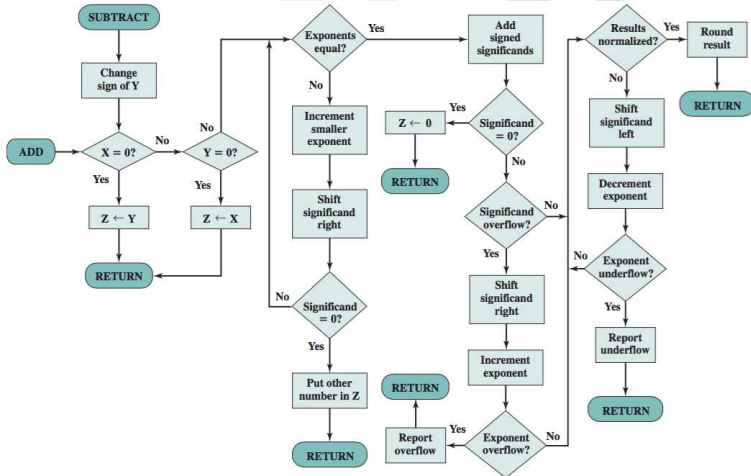 SUBTRACT
Change
sign of Y
ADD
X = 0?
No
Yes
Z ← Y
RETURN
Y = 0?
No
Yes
Z ← X
Exponents
equal?
Yes
No
Increment
smaller
exponent
Shift
significand
right
Significand
= 0?
No
Yes
Put other
number in Z
RETURN
Add
signed
significands
Significand
= 0?
Yes
Z ← 0
RETURN
No
Significand
overflow?
No
Yes
Shift
significand
right
Increment
exponent
Exponent
overflow?
Yes
Report
overflow
RETURN
No
Results
normalized?
Yes
Round
result
RETURN
No
Shift
significand
left
Decrement
exponent
Exponent
underflow?
No
Yes
Report
underflow
RETURN